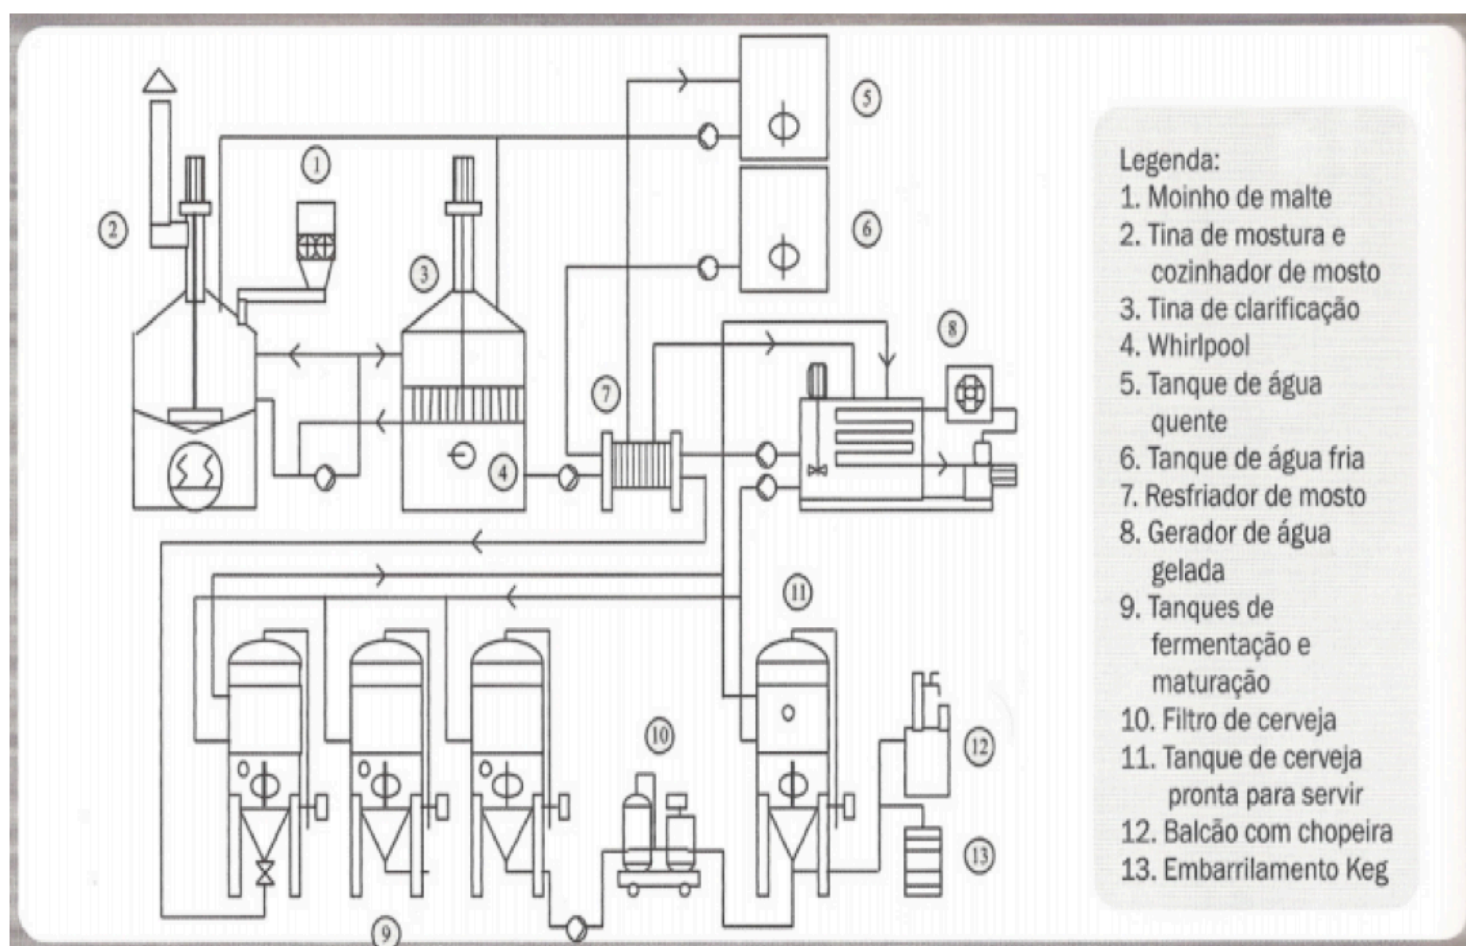 1
2
3
4
5
6
7
8
9
10
11
12
13
Legenda:
1. Moinho de malte
2. Tina de mostura e
cozinhador de mosto
3. Tina de clarificação
4. Whirlpool
5. Tanque de água
quente
6. Tanque de água fria
7. Resfriador de mosto
8. Gerador de água
gelada
9. Tanques de
fermentação e
maturação
10. Filtro de cerveja
11. Tanque de cerveja
pronta para servir
12. Balcão com chopeira
13. Embarrilamento Keg